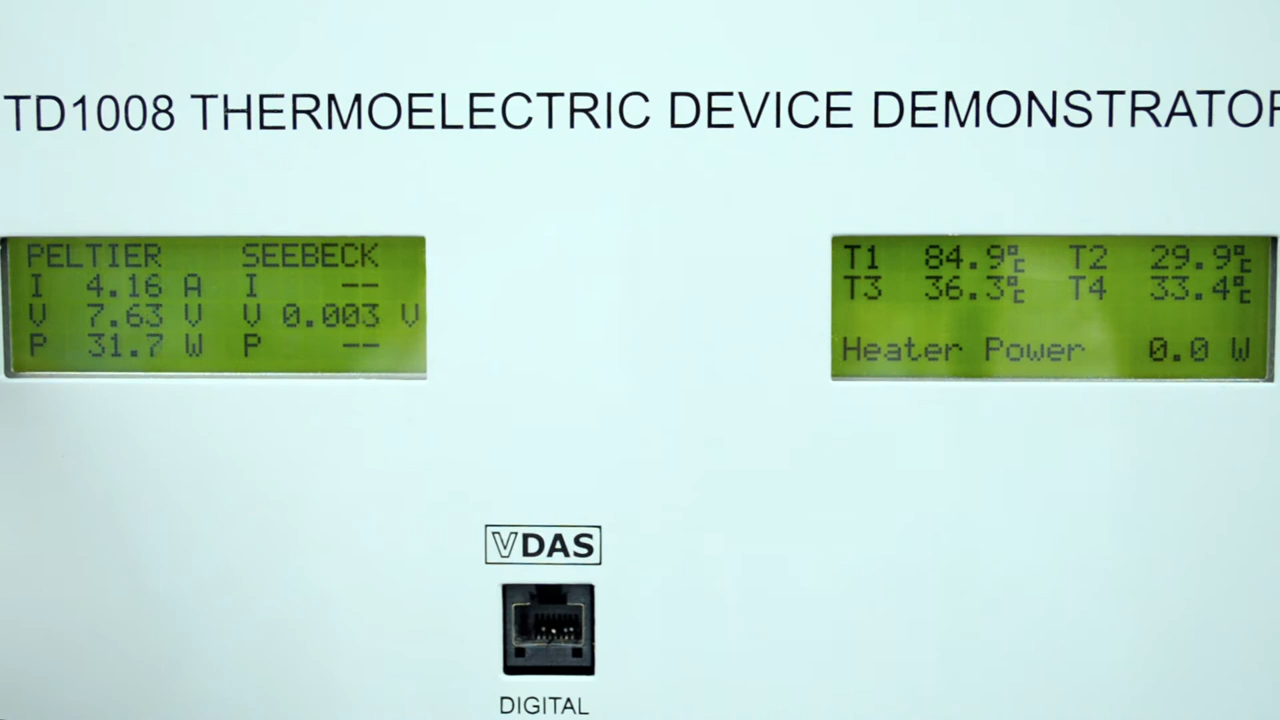 TD1008 THERMOELECTRIC DEVICE DEMONSTRATOR
PELTIER SEEBECK
I 4.16 A I --
V 7.63 V V 0.003 V
P 31.7 W P --
T1 84.9°C T2 29.9°C
T3 36.3°C T4 33.4°C
Heater Power 0.0 W
VDAS
DIGITAL